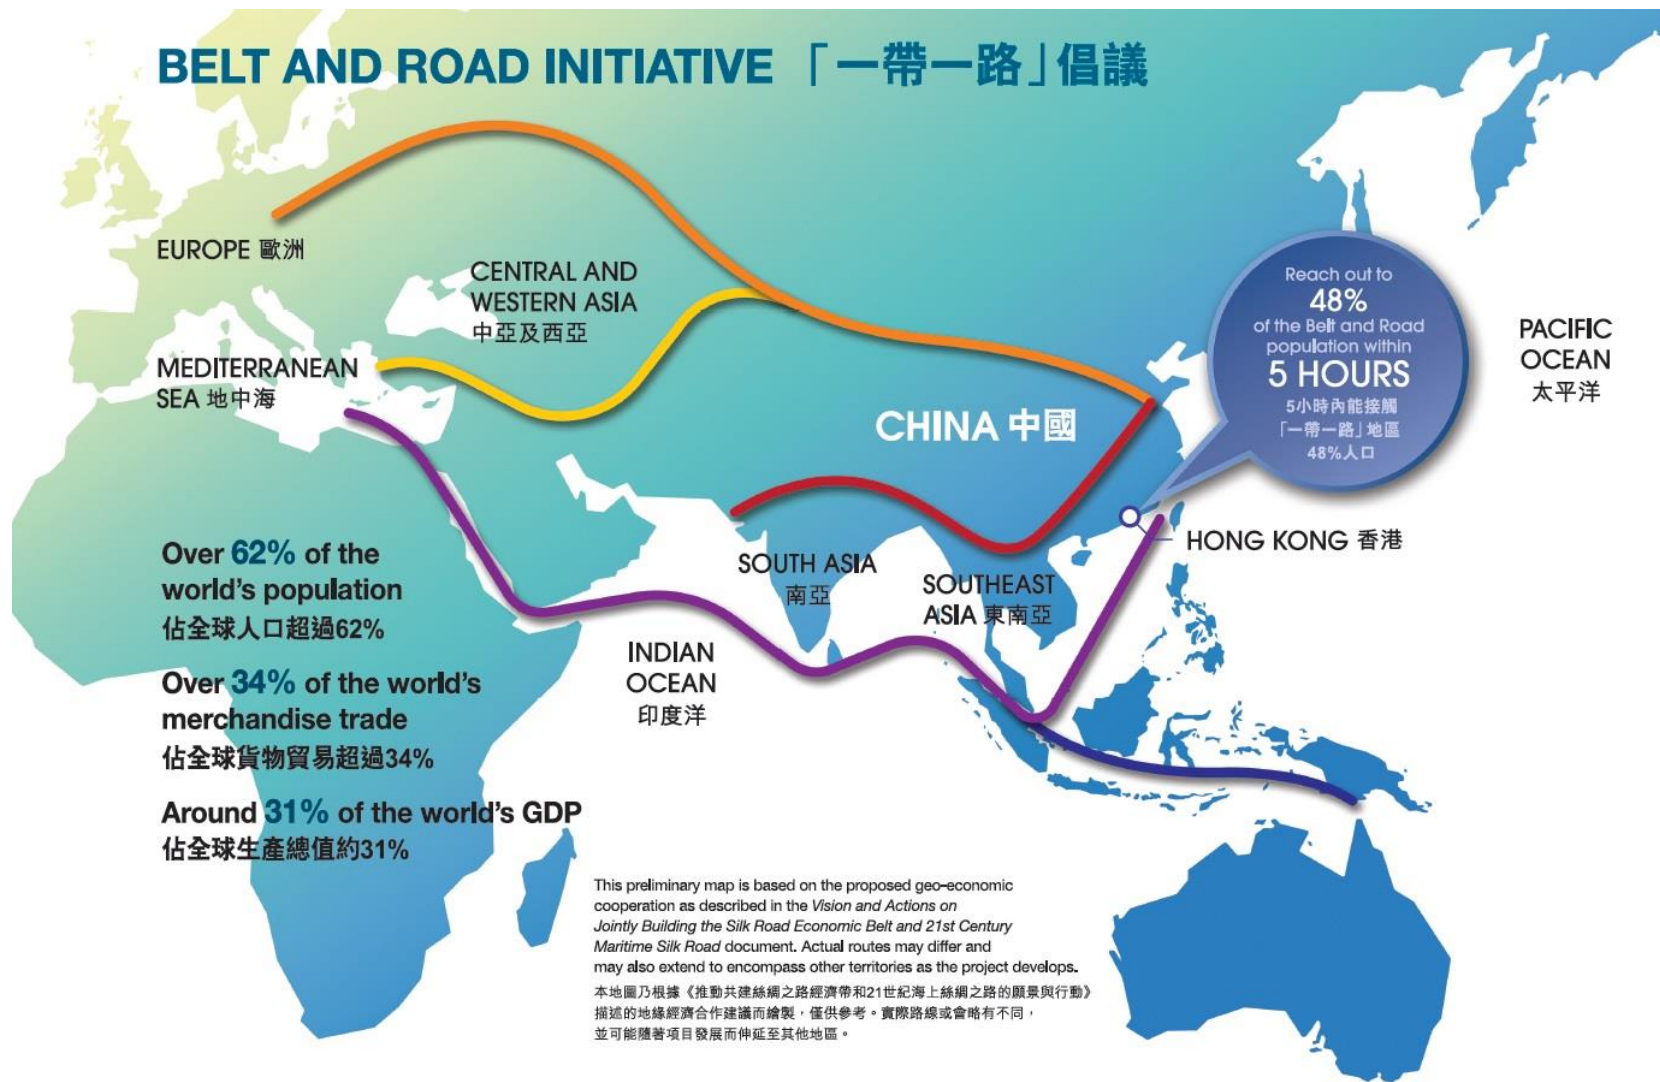 BELT AND ROAD INITIATIVE 「一帶一路」倡議
EUROPE 歐洲
CENTRAL AND
WESTERN ASIA
中亞及西亞
MEDITERRANEAN
SEA 地中海
CHINA 中國
Reach out to
48%
of the Belt and Road
population within
5 HOURS
5小時內能接觸
「一帶一路」地區
48%人口
PACIFIC
OCEAN
太平洋
HONG KONG 香港
SOUTH ASIA
南亞
SOUTHEAST
ASIA 東南亞
INDIAN
OCEAN
印度洋
Over 62% of the
world's population
佔全球人口超過62%
Over 34% of the world's
merchandise trade
佔全球貨物貿易超過34%
Around 31% of the world's GDP
佔全球生產總值約31%
This preliminary map is based on the proposed geo-economic
cooperation as described in the Vision and Actions on
Jointly Building the Silk Road Economic Belt and 21st Century
Maritime Silk Road document. Actual routes may differ and
may also extend to encompass other territories as the project develops.
本地圖乃根據《推動共建絲綢之路經濟帶和21世紀海上絲綢之路的願景與行動》
描述的地緣經濟合作建議而繪製，僅供參考。實際路線或會略有不同，
並可能隨著項目發展而伸延至其他地區。